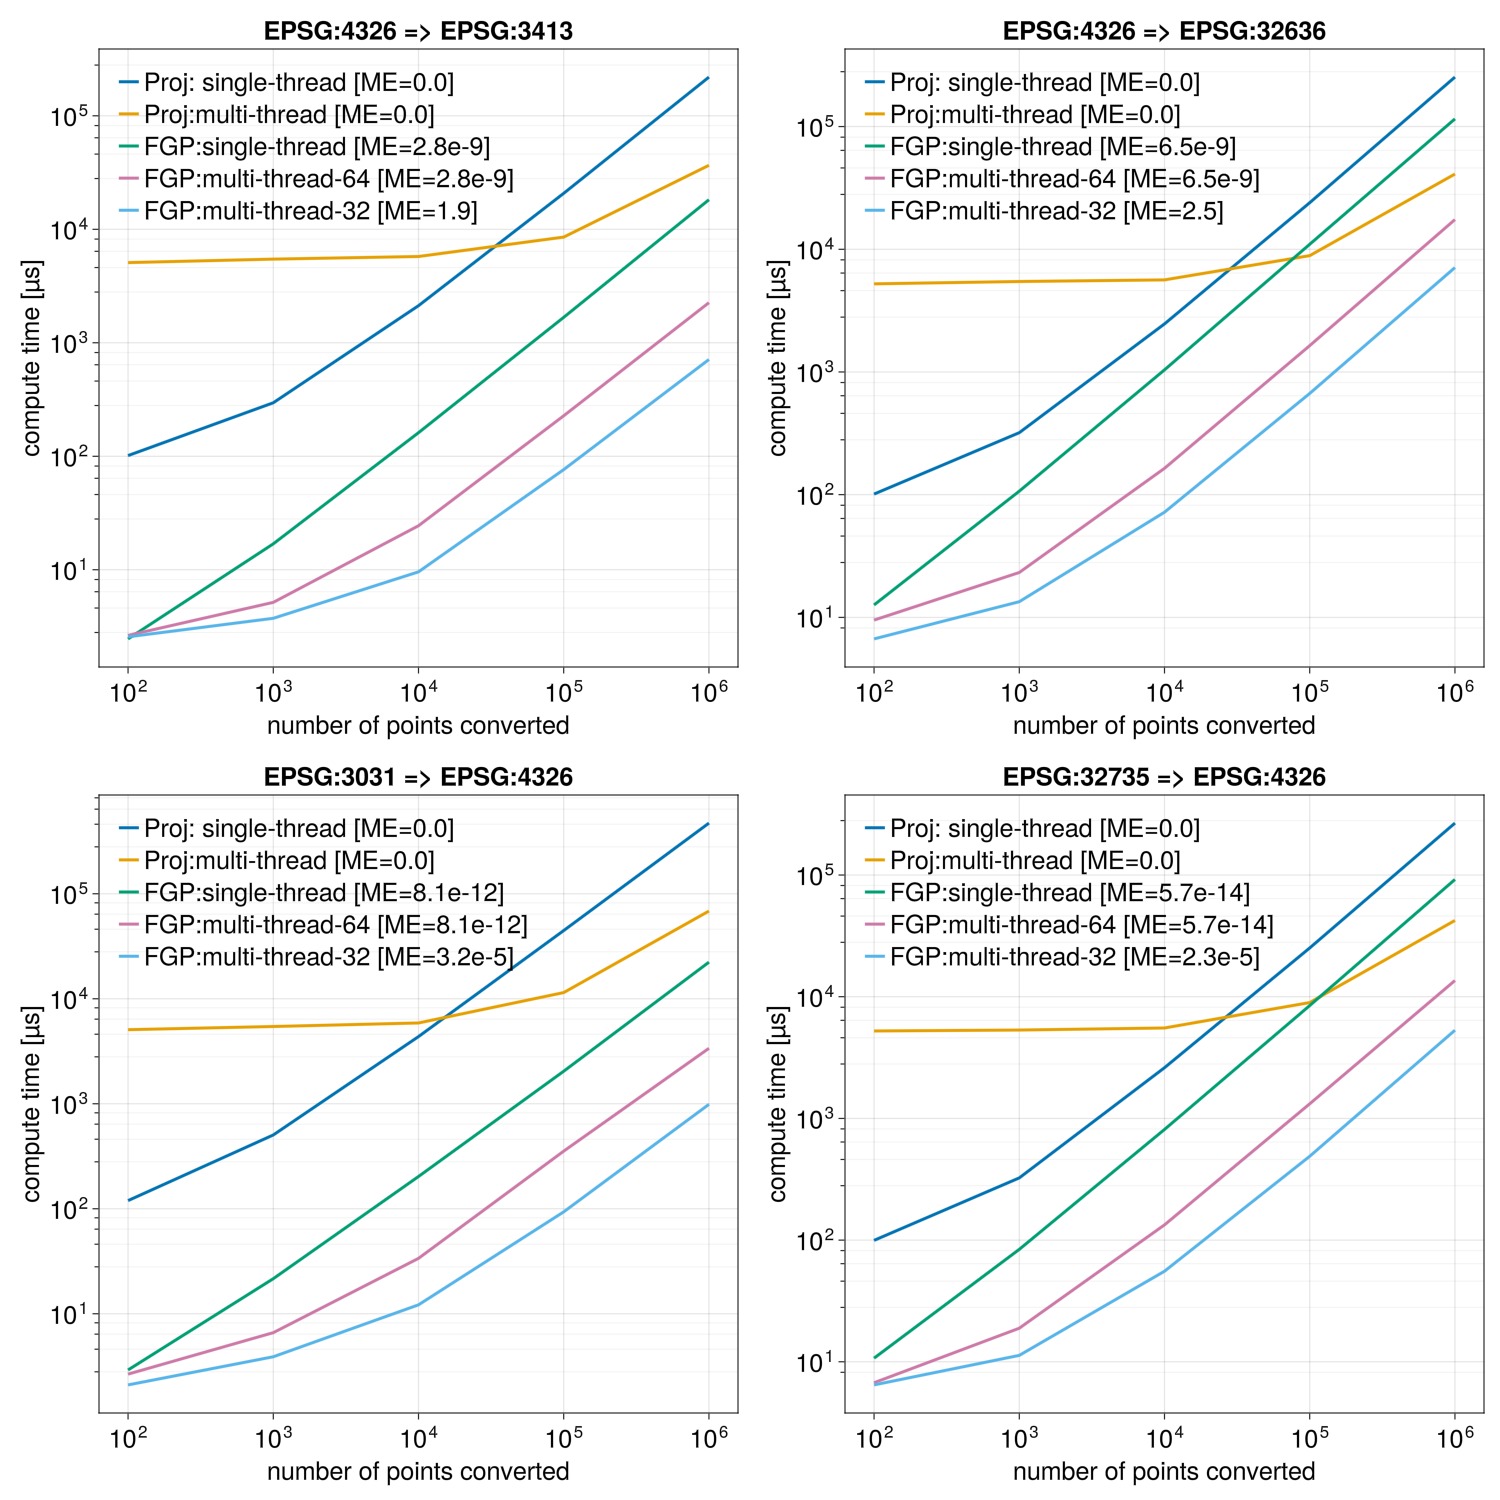 EPSG:4326 => EPSG:3413
Proj: single-thread [ME=0.0]
Proj:multi-thread [ME=0.0]
FGP:single-thread [ME=2.8e-9]
FGP:multi-thread-64 [ME=2.8e-9]
FGP:multi-thread-32 [ME=1.9]
10⁵
10⁴
10³
10²
10¹
compute time [µs]
10² 10³ 10⁴ 10⁵ 10⁶
number of points converted
EPSG:4326 => EPSG:32636
Proj: single-thread [ME=0.0]
Proj:multi-thread [ME=0.0]
FGP:single-thread [ME=6.5e-9]
FGP:multi-thread-64 [ME=6.5e-9]
FGP:multi-thread-32 [ME=2.5]
10⁵
10⁴
10³
10²
10¹
compute time [µs]
10² 10³ 10⁴ 10⁵ 10⁶
number of points converted
EPSG:3031 => EPSG:4326
Proj: single-thread [ME=0.0]
Proj:multi-thread [ME=0.0]
FGP:single-thread [ME=8.1e-12]
FGP:multi-thread-64 [ME=8.1e-12]
FGP:multi-thread-32 [ME=3.2e-5]
10⁵
10⁴
10³
10²
10¹
compute time [µs]
10² 10³ 10⁴ 10⁵ 10⁶
number of points converted
EPSG:32735 => EPSG:4326
Proj: single-thread [ME=0.0]
Proj:multi-thread [ME=0.0]
FGP:single-thread [ME=5.7e-14]
FGP:multi-thread-64 [ME=5.7e-14]
FGP:multi-thread-32 [ME=2.3e-5]
10⁵
10⁴
10³
10²
10¹
compute time [µs]
10² 10³ 10⁴ 10⁵ 10⁶
number of points converted